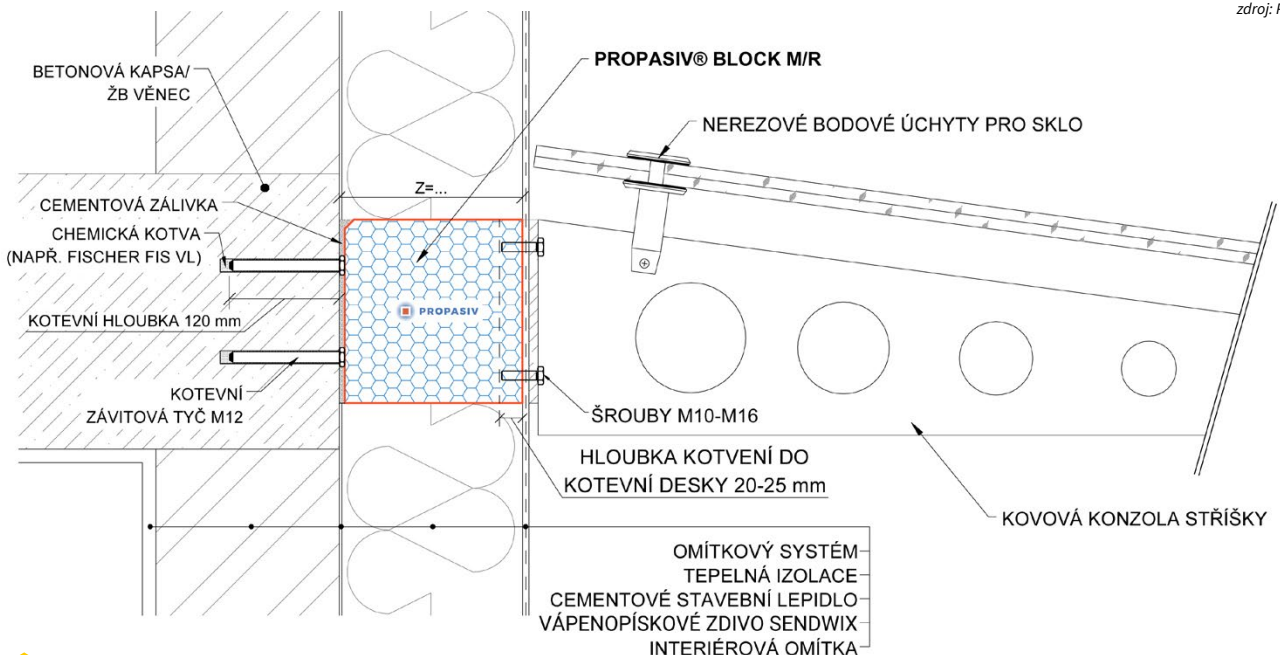 zdroj:
PROPASIV® BLOCK M/R
BETONOVÁ KAPSA/
ŽB VĚNEC
NEREZOVÉ BODOVÉ ÚCHYTY PRO SKLO
Z=...
CEMENTOVÁ ZÁLIVKA
CHEMICKÁ KOTVA
(NAPŘ. FISCHER FIS VL)
PROPASIV
KOTEVNÍ HLOUBKA 120 mm
KOTEVNÍ
ZÁVITOVÁ TYČ M12
ŠROUBY M10-M16
HLOUBKA KOTVENÍ DO
KOTEVNÍ DESKY 20-25 mm
KOVOVÁ KONZOLA STŘÍŠKY
OMÍTKOVÝ SYSTÉM
TEPELNÁ IZOLACE
CEMENTOVÉ STAVEBNÍ LEPIDLO
VÁPENOPÍSKOVÉ ZDIVO SENDWIX
INTERIÉROVÁ OMÍTKA